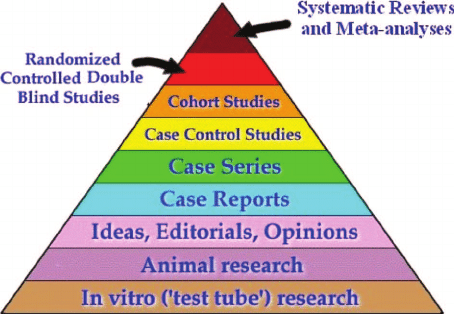 Systematic Reviews
and Meta-analyses
Randomized
Controlled Double
Blind Studies
Cohort Studies
Case Control Studies
Case Series
Case Reports
Ideas, Editorials, Opinions
Animal research
In vitro ('test tube') research